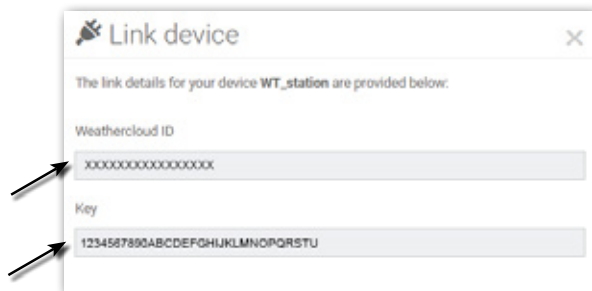 Link device
The link details for your device WT_station are provided below:
Weathercloud ID
XXXXXXXXXXXXXXXX
Key
1234567890ABCDEFGHIJKLMNOPQRSTU